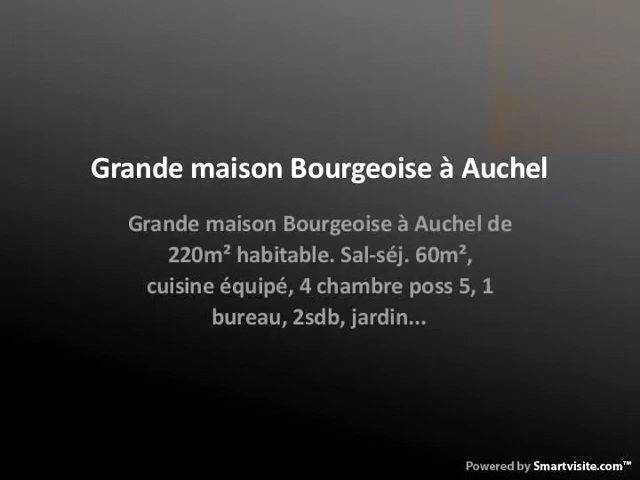 Grande maison Bourgeoise à Auchel
Grande maison Bourgeoise à Auchel de
220m² habitable. Sal-séj. 60m²,
cuisine équipé, 4 chambre poss 5, 1
bureau, 2sdb, jardin...
Powered by Smartvisite.com™